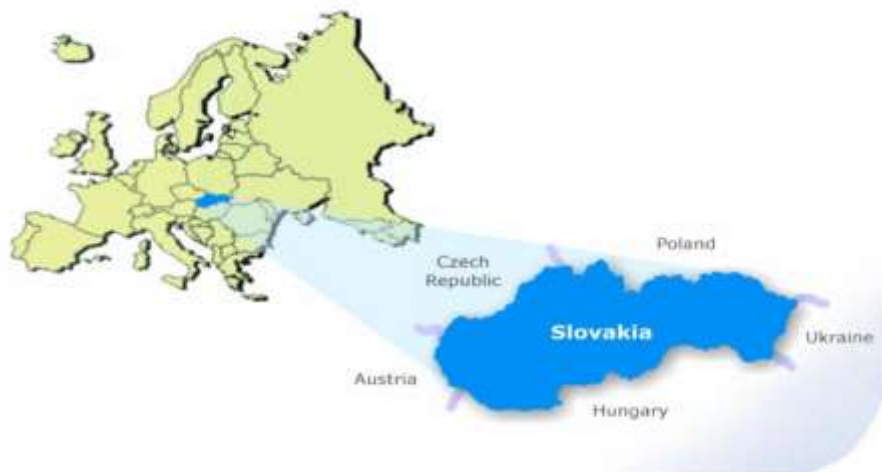 Poland
Czech
Republic
Slovakia
Ukraine
Austria
Hungary